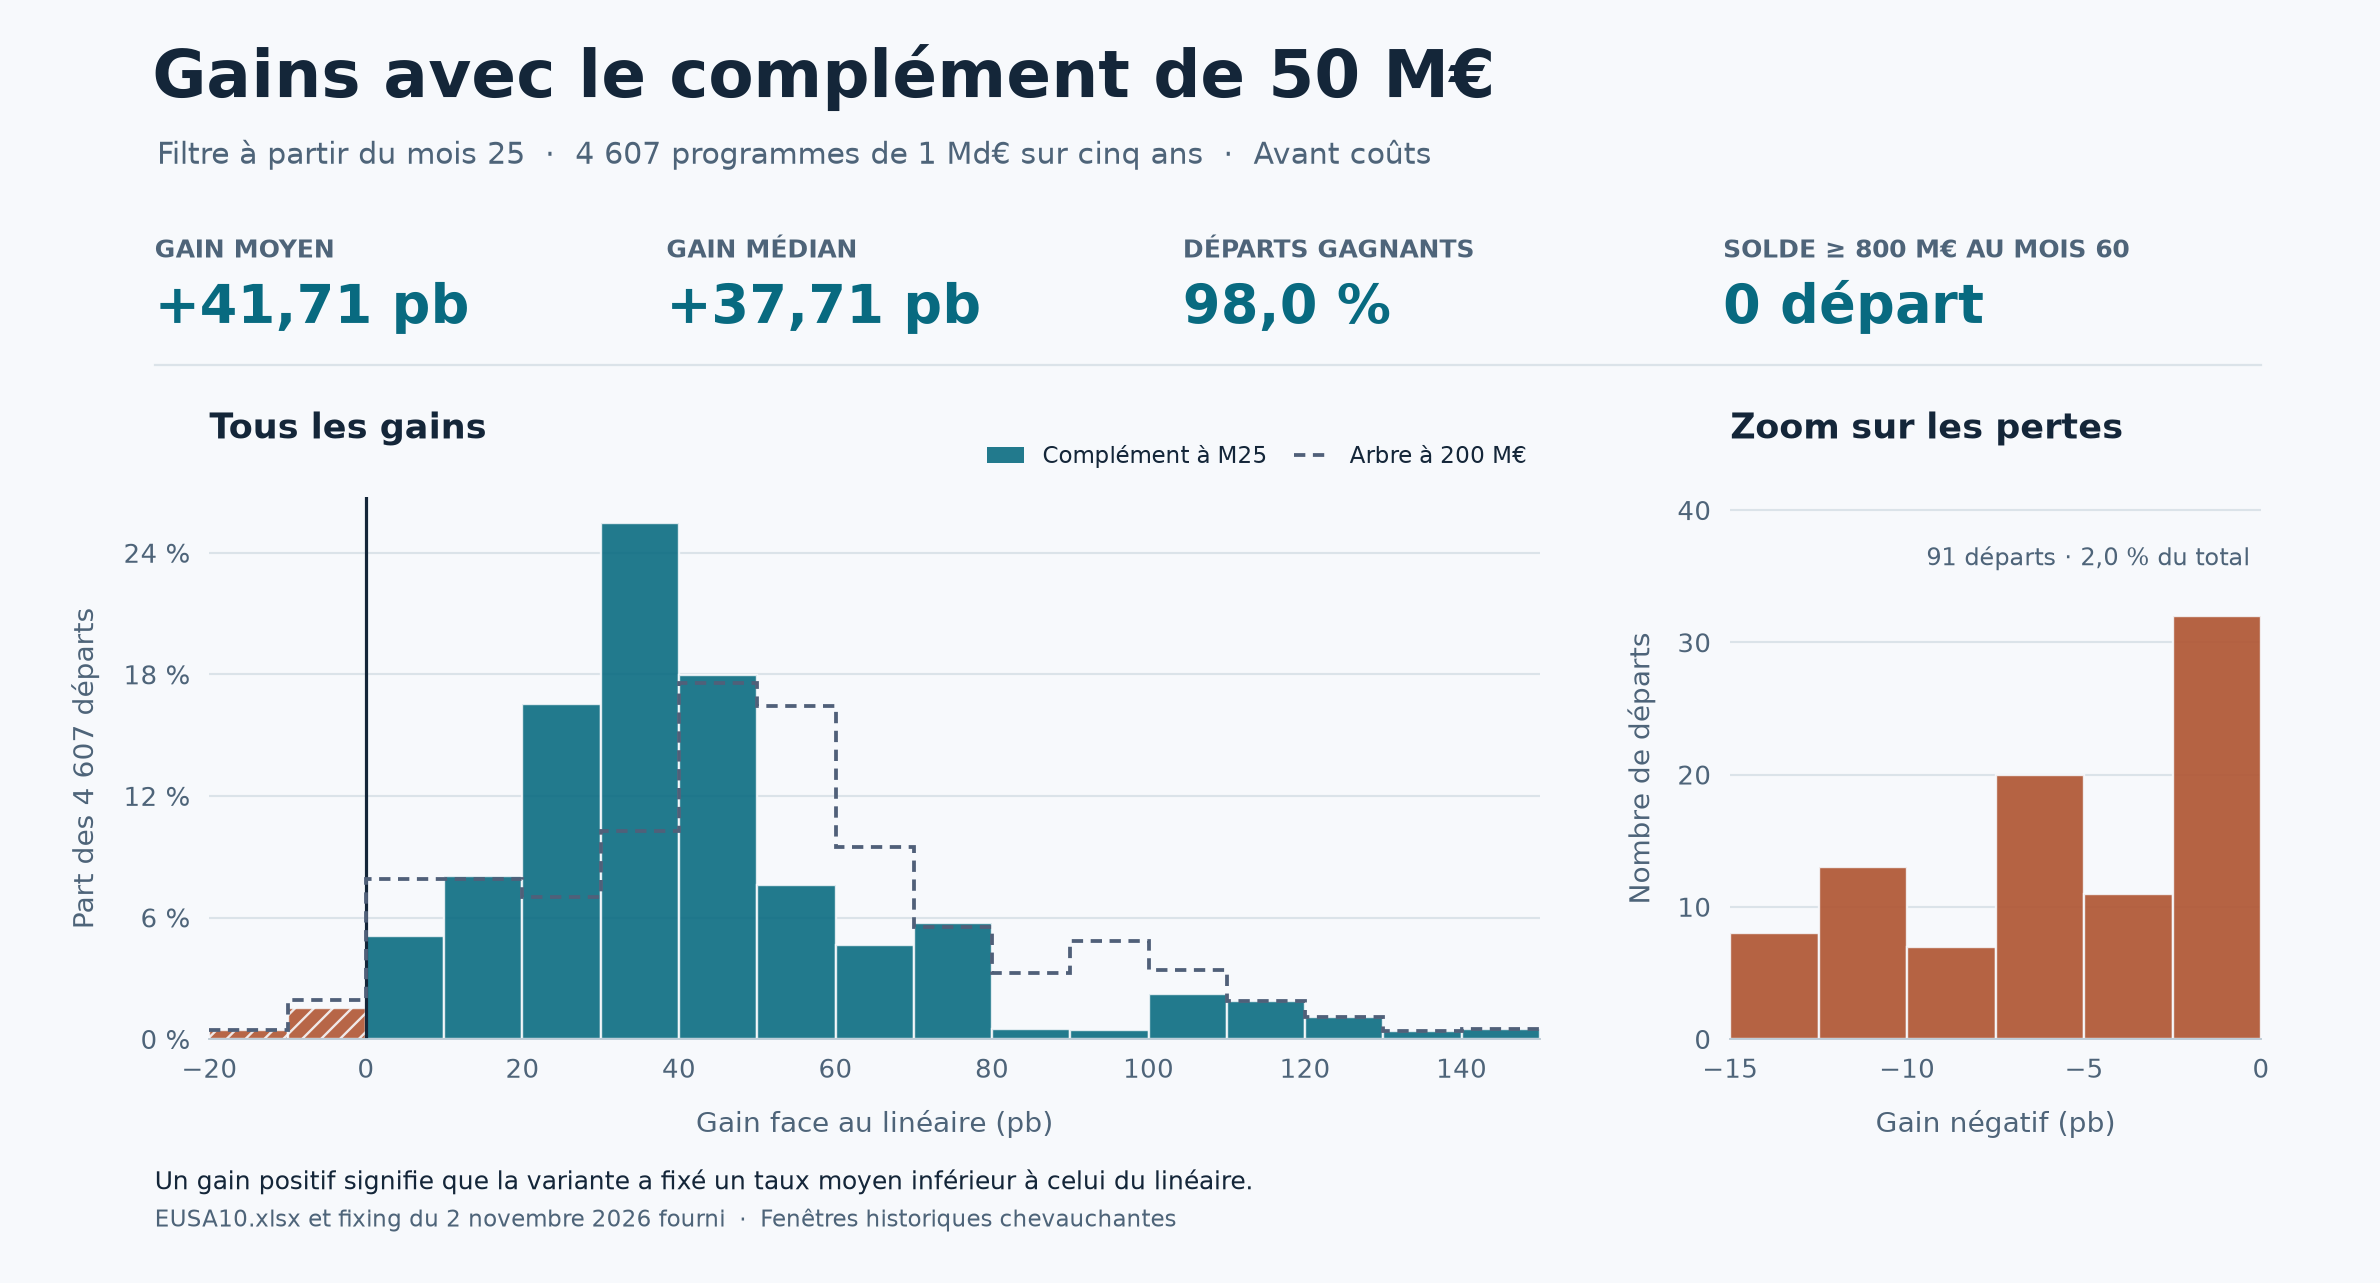 Gains avec le complément de 50 M€
Filtre à partir du mois 25 · 4 607 programmes de 1 Md€ sur cinq ans · Avant coûts
GAIN MOYEN
+41,71 pb
GAIN MÉDIAN
+37,71 pb
DÉPARTS GAGNANTS
98,0 %
SOLDE ≥ 800 M€ AU MOIS 60
0 départ
Tous les gains
Complément à M25
Arbre à 200 M€
Part des 4 607 départs
24 %
18 %
12 %
6 %
0 %
−20 0 20 40 60 80 100 120 140
Gain face au linéaire (pb)
Zoom sur les pertes
91 départs · 2,0 % du total
Nombre de départs
40
30
20
10
0
−15 −10 −5 0
Gain négatif (pb)
Un gain positif signifie que la variante a fixé un taux moyen inférieur à celui du linéaire.
EUSA10.xlsx et fixing du 2 novembre 2026 fourni · Fenêtres historiques chevauchantes